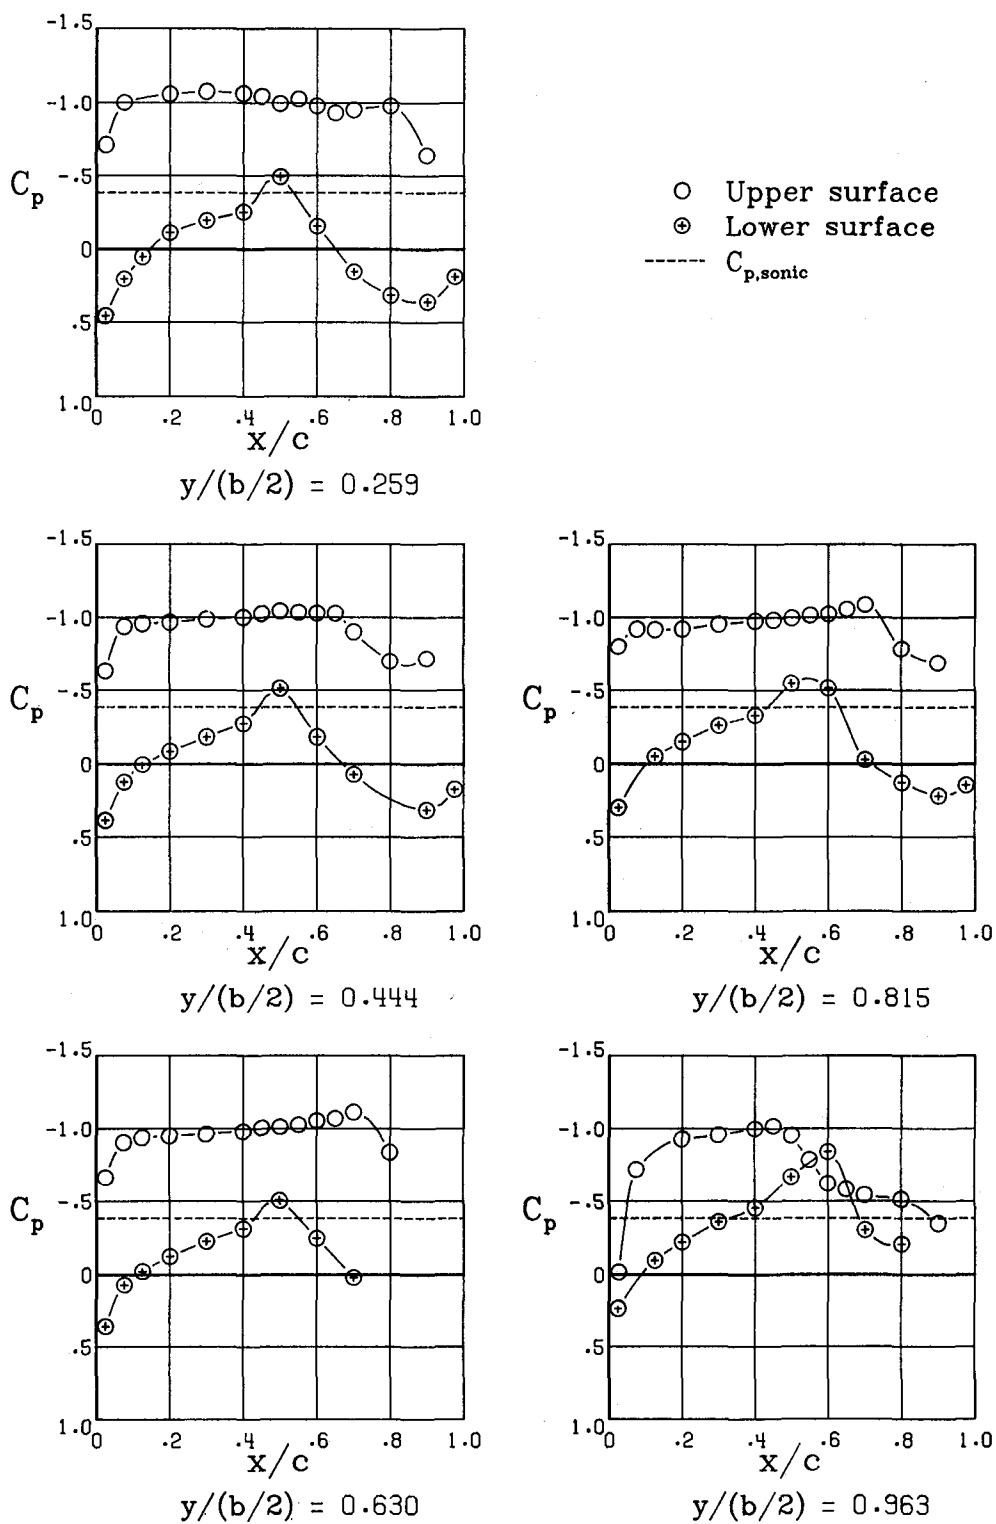 -1.5
-1.0
-.5
0
.5
1.0
C_p
0 .2 .4 .6 .8 1.0
x/c
y/(b/2) = 0.259
Upper surface
Lower surface
C_p,sonic
-1.5
-1.0
-.5
0
.5
1.0
C_p
0 .2 .4 .6 .8 1.0
x/c
y/(b/2) = 0.444
-1.5
-1.0
-.5
0
.5
1.0
C_p
0 .2 .4 .6 .8 1.0
x/c
y/(b/2) = 0.815
-1.5
-1.0
-.5
0
.5
1.0
C_p
0 .2 .4 .6 .8 1.0
x/c
y/(b/2) = 0.630
-1.5
-1.0
-.5
0
.5
1.0
C_p
0 .2 .4 .6 .8 1.0
x/c
y/(b/2) = 0.963